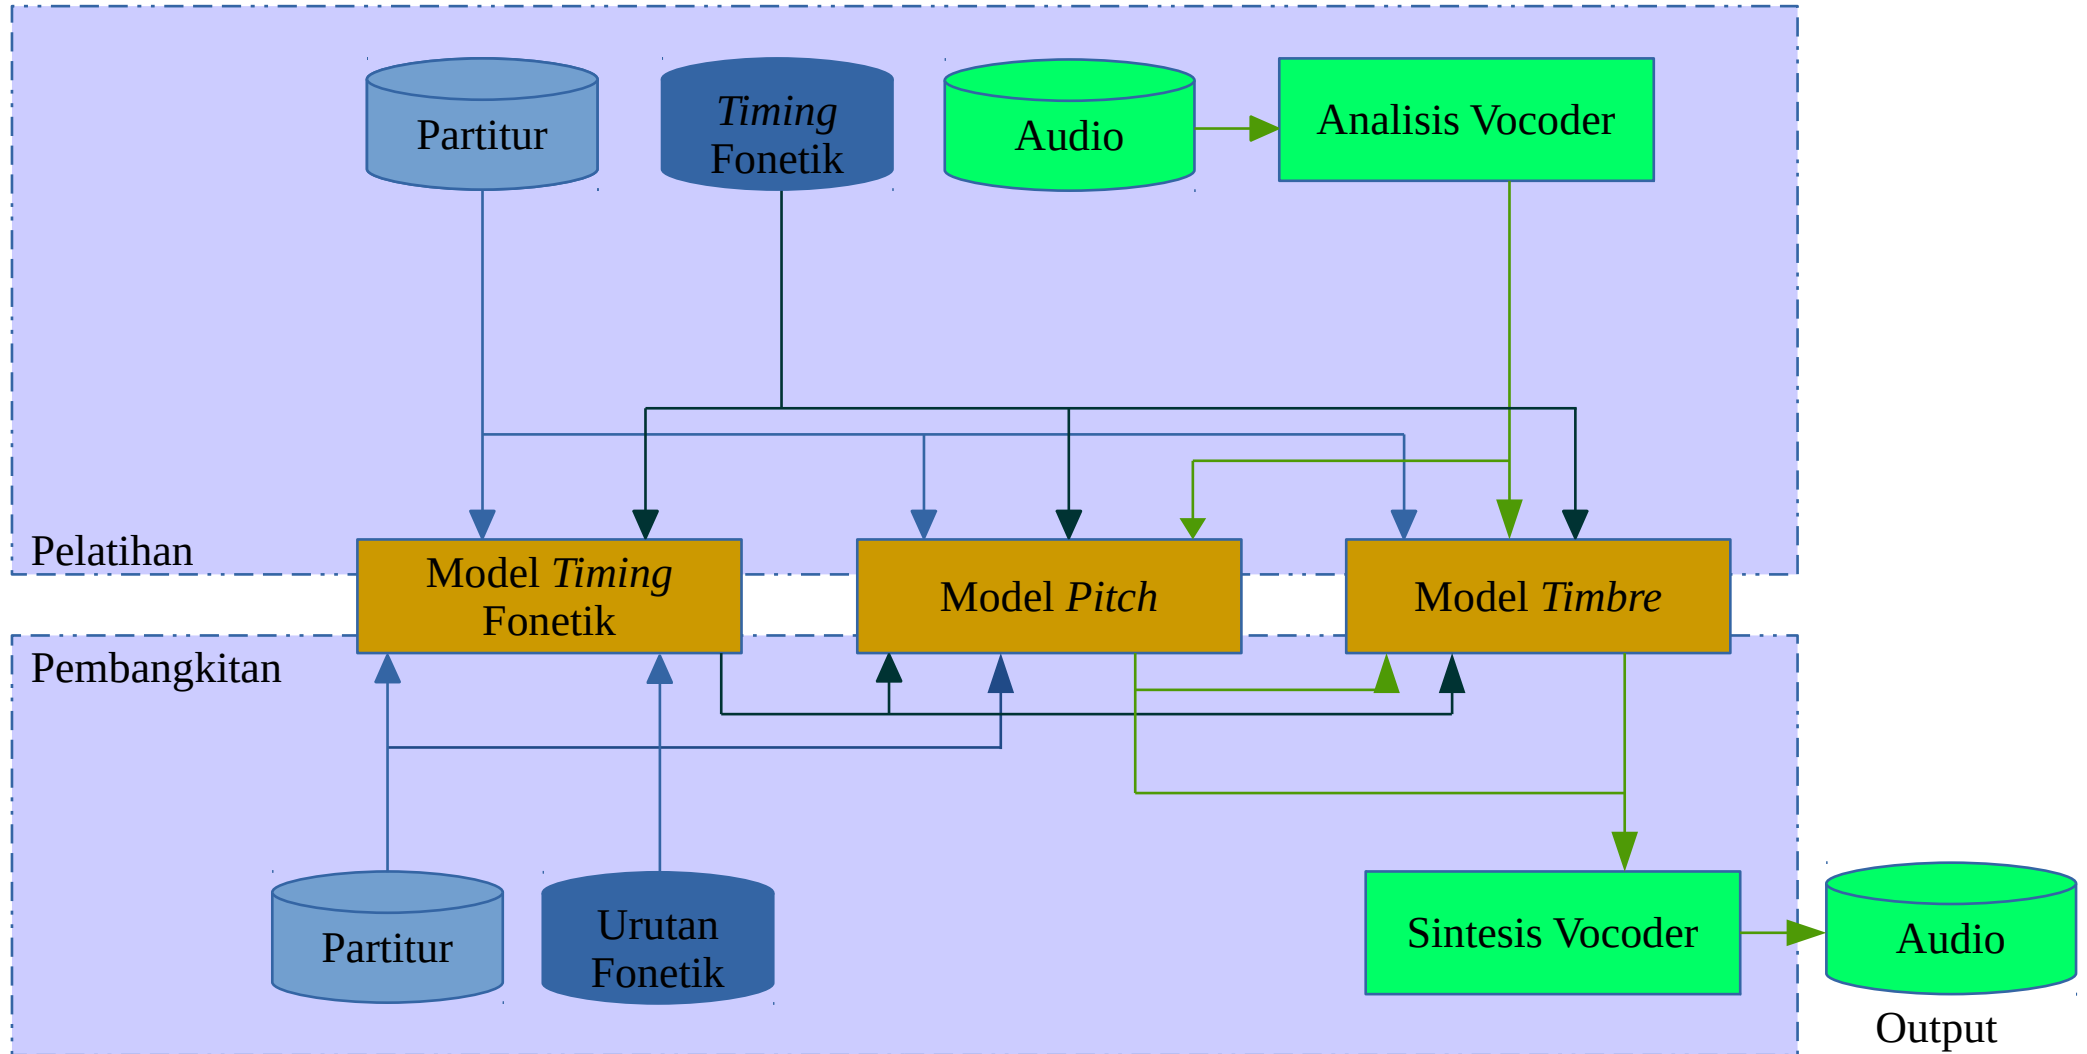 Partitur
Timing
Fonetik
Audio
Analisis Vocoder
Pelatihan
Model Timing
Fonetik
Model Pitch
Model Timbre
Pembangkitan
Partitur
Urutan
Fonetik
Sintesis Vocoder
Audio
Output